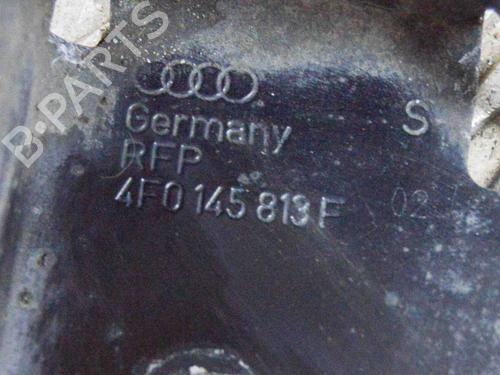 B-PARTS
Germany S
RFP
4F0 145 813 F 02